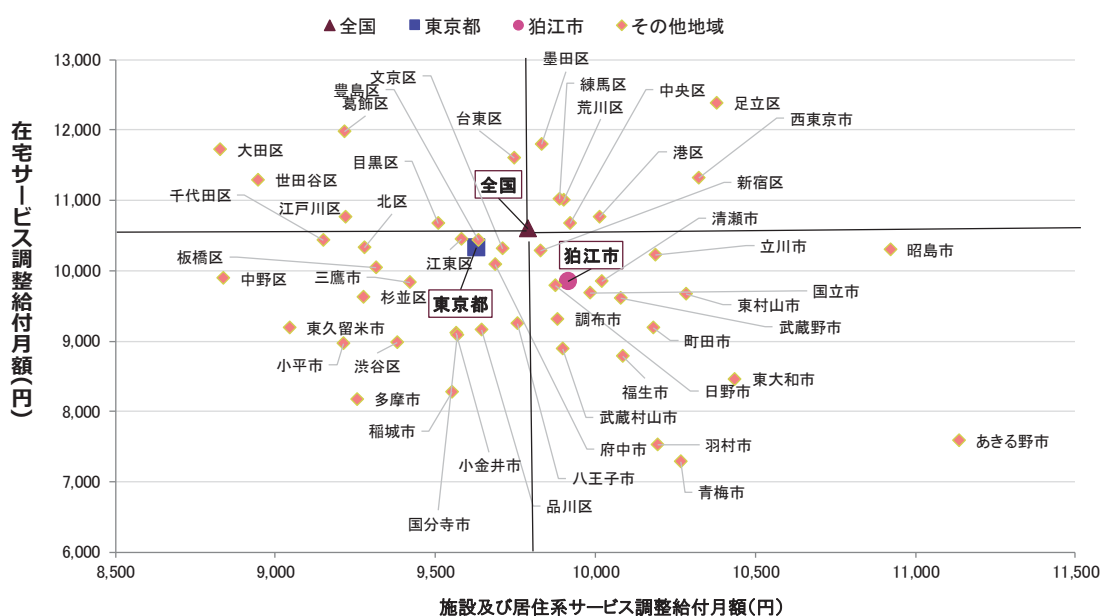 全国 東京都 狛江市 その他地域
在宅サービス調整給付月額(円)
13,000
12,000
11,000
10,000
9,000
8,000
7,000
6,000
文京区
豊島区
葛飾区
墨田区
練馬区
荒川区
中央区
足立区
西東京市
台東区
大田区
目黒区
港区
世田谷区
全国
新宿区
千代田区
江戸川区
北区
清瀬市
立川市
昭島市
狛江市
板橋区
中野区
三鷹市
江東区
国立市
杉並区
東京都
東村山市
武蔵野市
東久留米市
調布市
町田市
小平市
渋谷区
福生市
日野市
東大和市
多摩市
稲城市
武蔵村山市
府中市
羽村市
あきる野市
小金井市
八王子市
青梅市
品川区
国分寺市
8,500 9,000 9,500 10,000 10,500 11,000 11,500
施設及び居住系サービス調整給付月額(円)